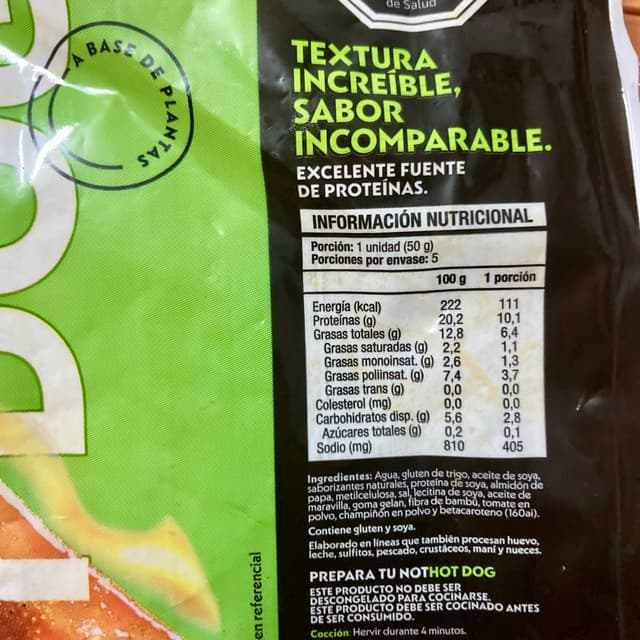 de Salud
A BASE DE PLANTAS
TEXTURA
INCREÍBLE,
SABOR
INCOMPARABLE.
EXCELENTE FUENTE
DE PROTEÍNAS.
INFORMACIÓN NUTRICIONAL
Porción: 1 unidad (50 g)
Porciones por envase: 5
100 g 1 porción
Energía (kcal) 222 111
Proteínas (g) 20,2 10,1
Grasas totales (g) 12,8 6,4
Grasas saturadas (g) 2,2 1,1
Grasas monoinsat. (g) 2,6 1,3
Grasas poliinsat. (g) 7,4 3,7
Grasas trans (g) 0,0 0,0
Colesterol (mg) 0,0 0,0
Carbohidratos disp. (g) 5,6 2,8
Azúcares totales (g) 0,2 0,1
Sodio (mg) 810 405
Ingredientes: Agua, gluten de trigo, aceite de soya,
saborizantes naturales, proteína de soya, almidón de
papa, metilcelulosa, sal, lecitina de soya, aceite de
maravilla, goma gelan, fibra de bambú, tomate en
polvo, champiñón en polvo y betacaroteno (160ai).
Contiene gluten y soya.
Elaborado en líneas que también procesan huevo,
leche, sulfitos, pescado, crustáceos, maní y nueces.
PREPARA TU NOTHOT DOG
ESTE PRODUCTO NO DEBE SER
DESCONGELADO PARA COCINARSE.
ESTE PRODUCTO DEBE SER COCINADO ANTES
DE SER CONSUMIDO.
Cocción: Hervir durante 4 minutos.
en referencial